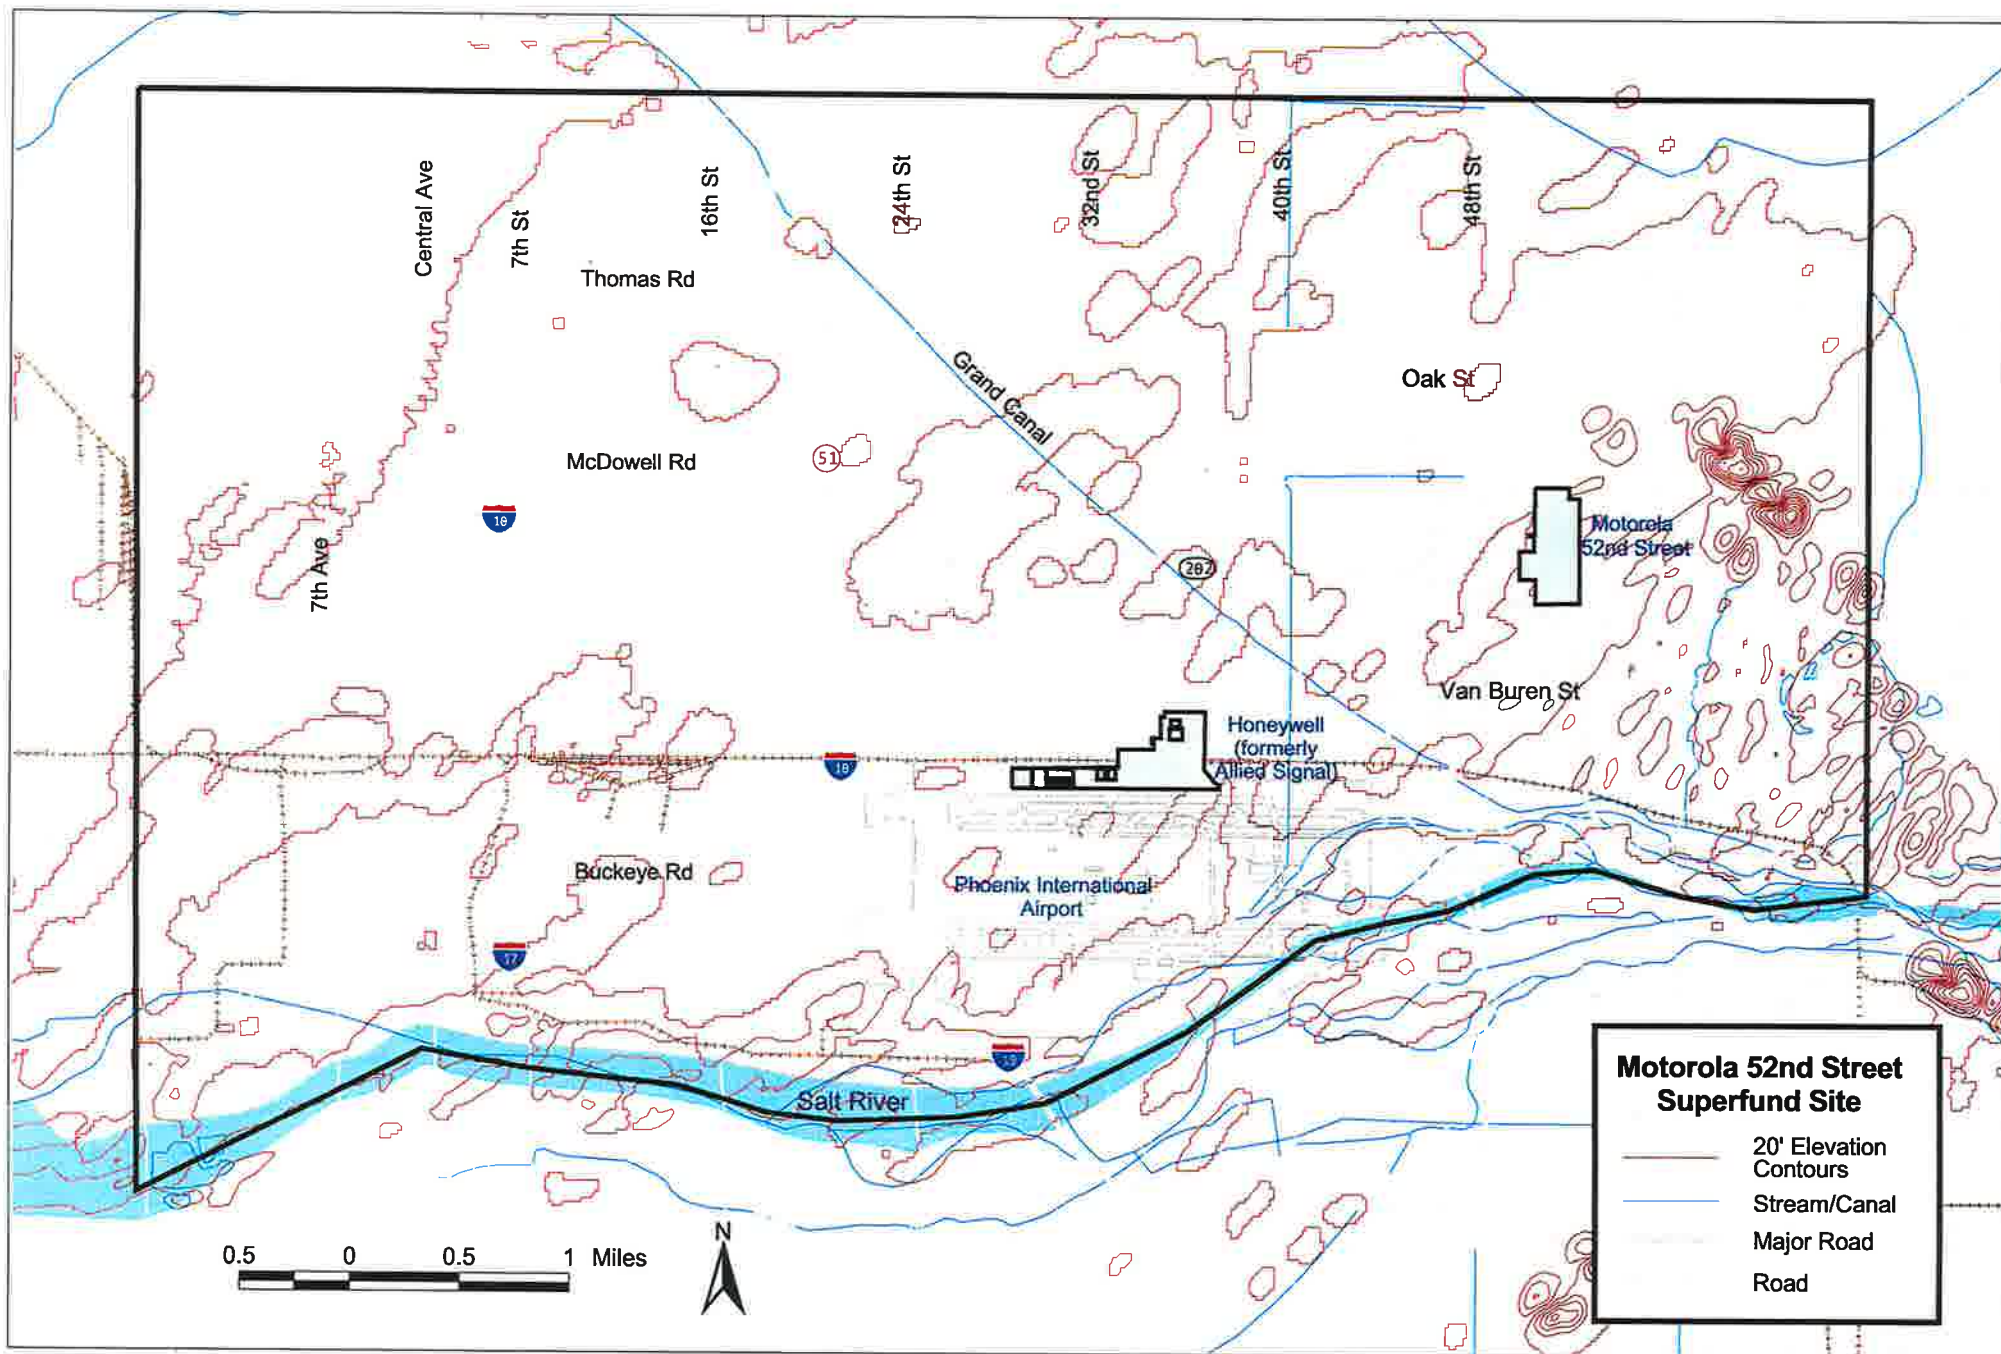 Central Ave
7th St
16th St
24th St
32nd St
40th St
48th St
Thomas Rd
Grand Canal
Oak St
McDowell Rd
51
10
7th Ave
202
Motorola
52nd Street
Van Buren St
Honeywell
(formerly
Allied Signal)
10
Buckeye Rd
Phoenix International
Airport
17
Salt River
N
0.5 0 0.5 1 Miles
Motorola 52nd Street
Superfund Site
20' Elevation
Contours
Stream/Canal
Major Road
Road